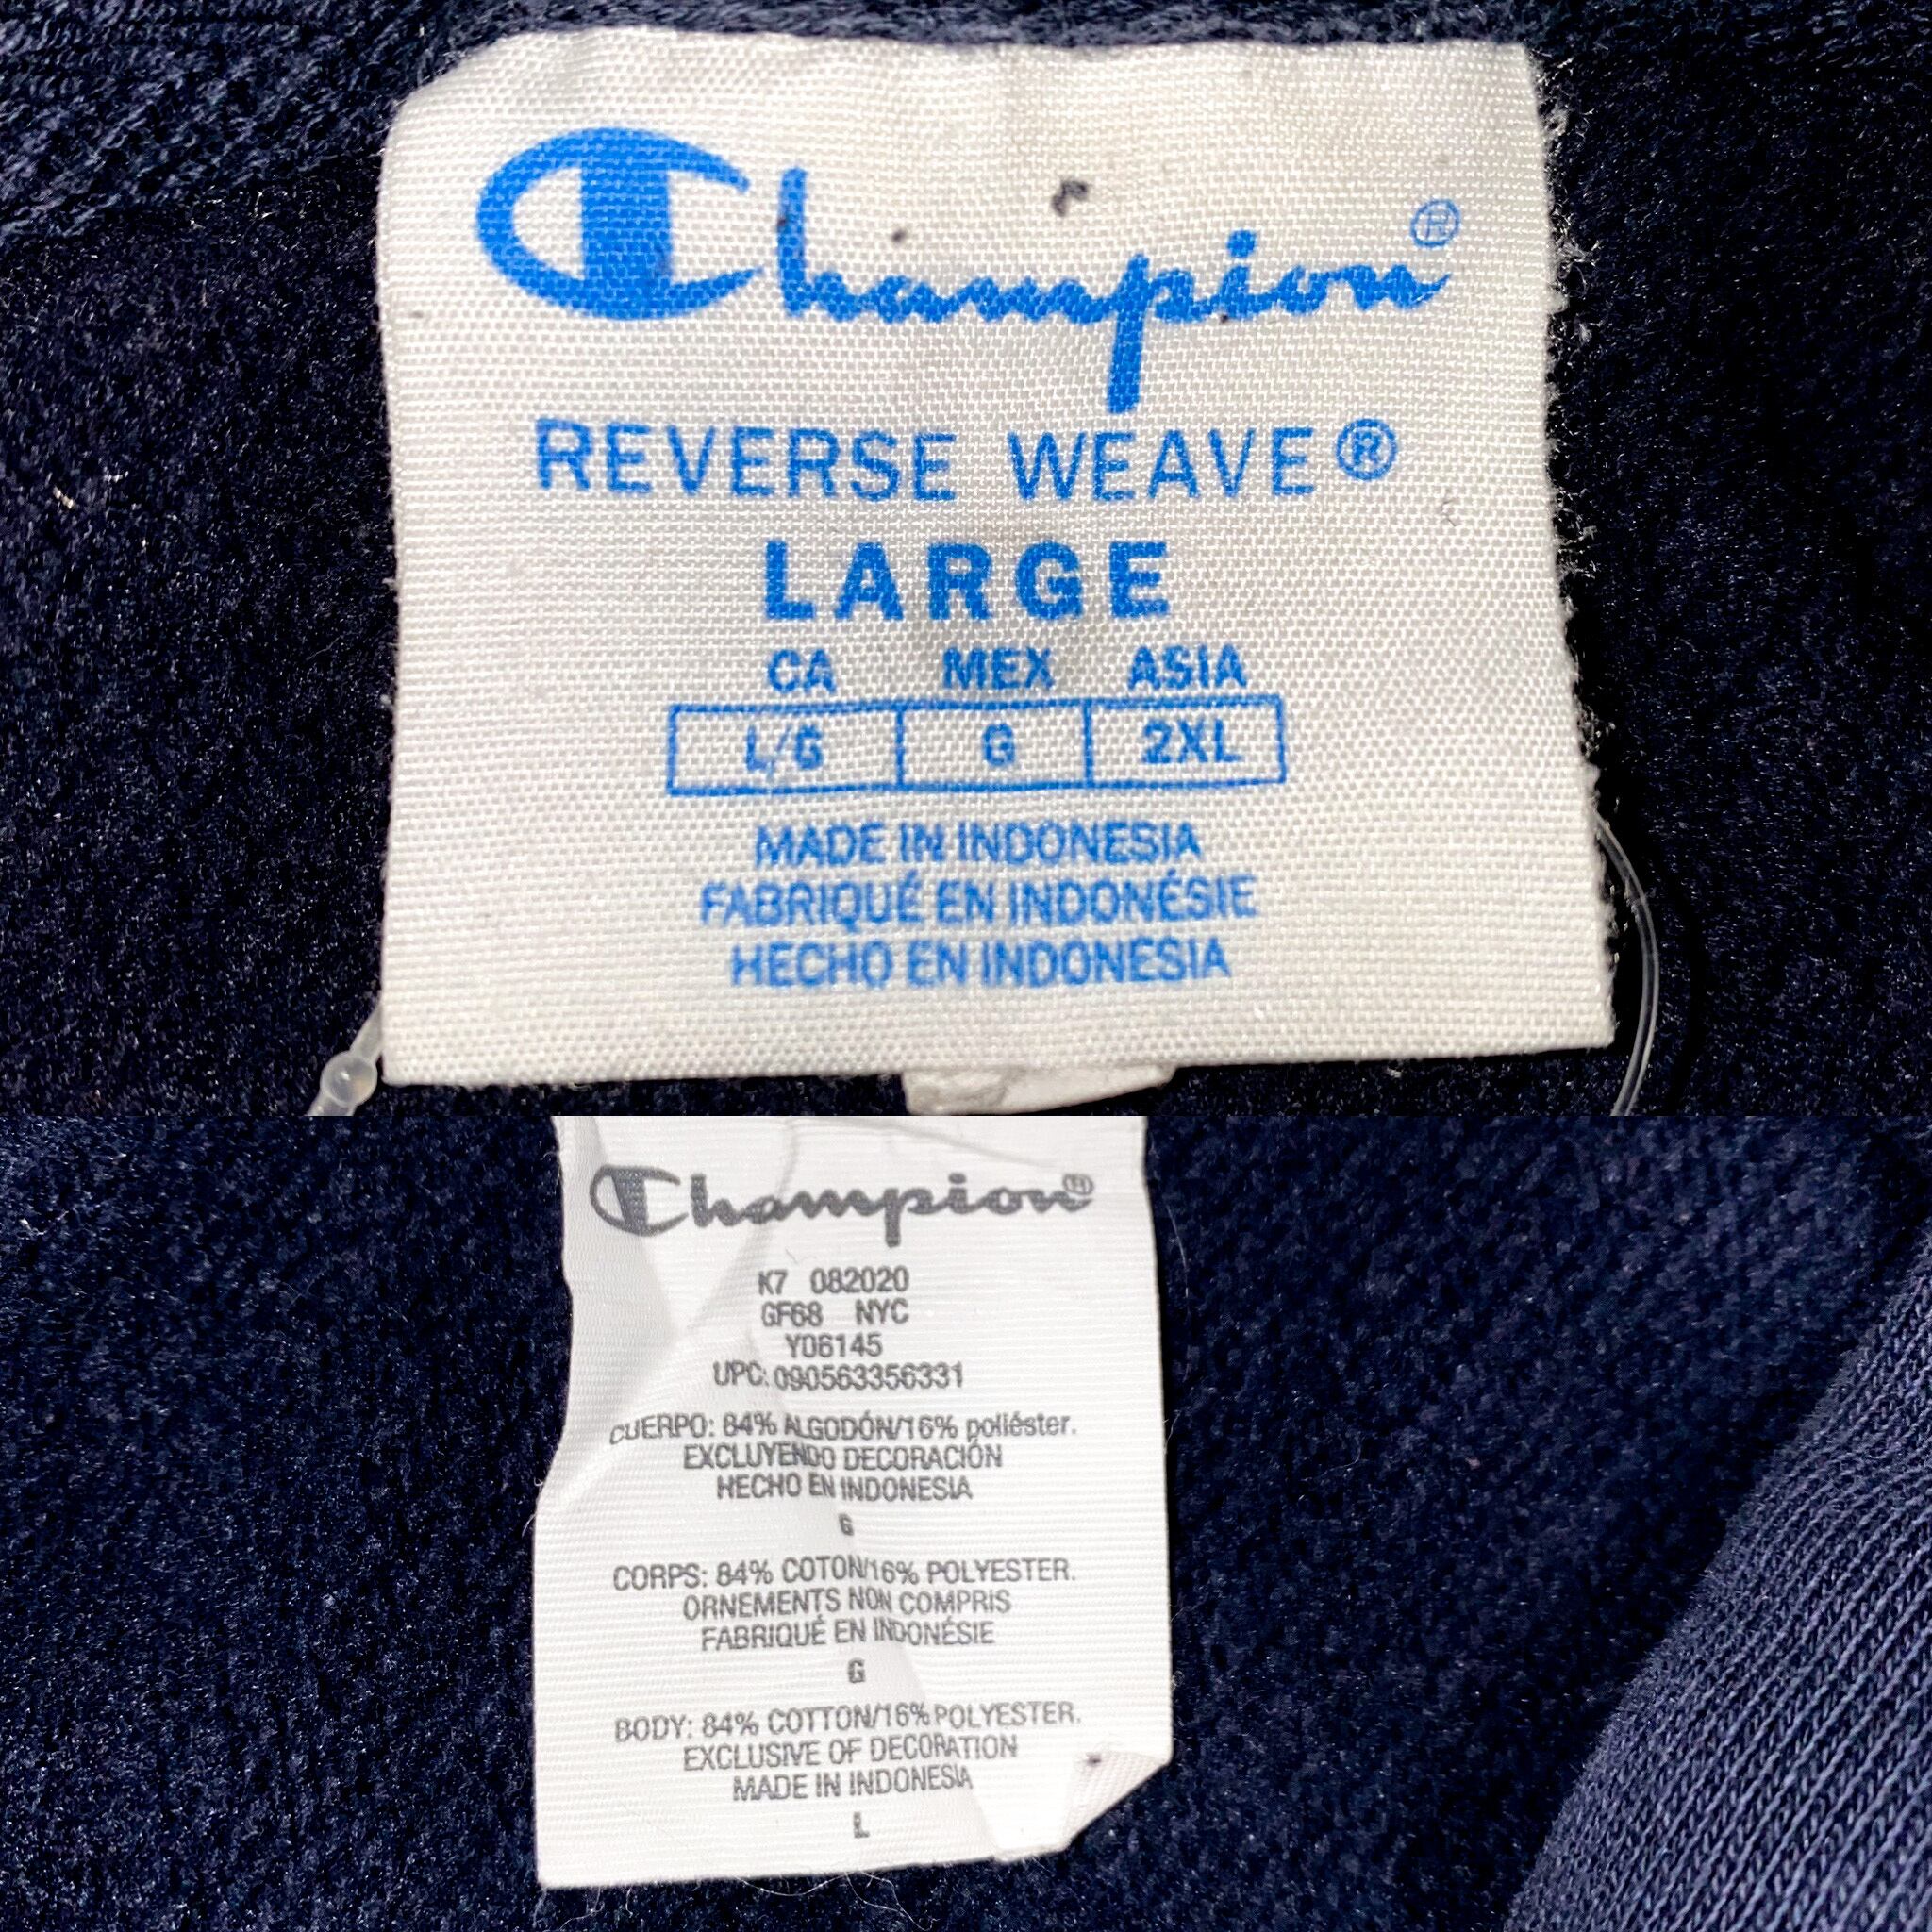 Champion®
REVERSE WEAVE®
LARGE
CA MEX ASIA
L/G G 2XL
MADE IN INDONESIA
FABRIQUÉ EN INDONÉSIE
HECHO EN INDONESIA
Champion®
K7 082020
GF68 NYC
Y06145
UPC: 090563356331
CUERPO: 84% ALGODÓN/16% poliéster.
EXCLUYENDO DECORACIÓN
HECHO EN INDONESIA
G
CORPS: 84% COTON/16% POLYESTER.
ORNEMENTS NON COMPRIS
FABRIQUÉ EN INDONÉSIE
G
BODY: 84% COTTON/16% POLYESTER.
EXCLUSIVE OF DECORATION
MADE IN INDONESIA
L